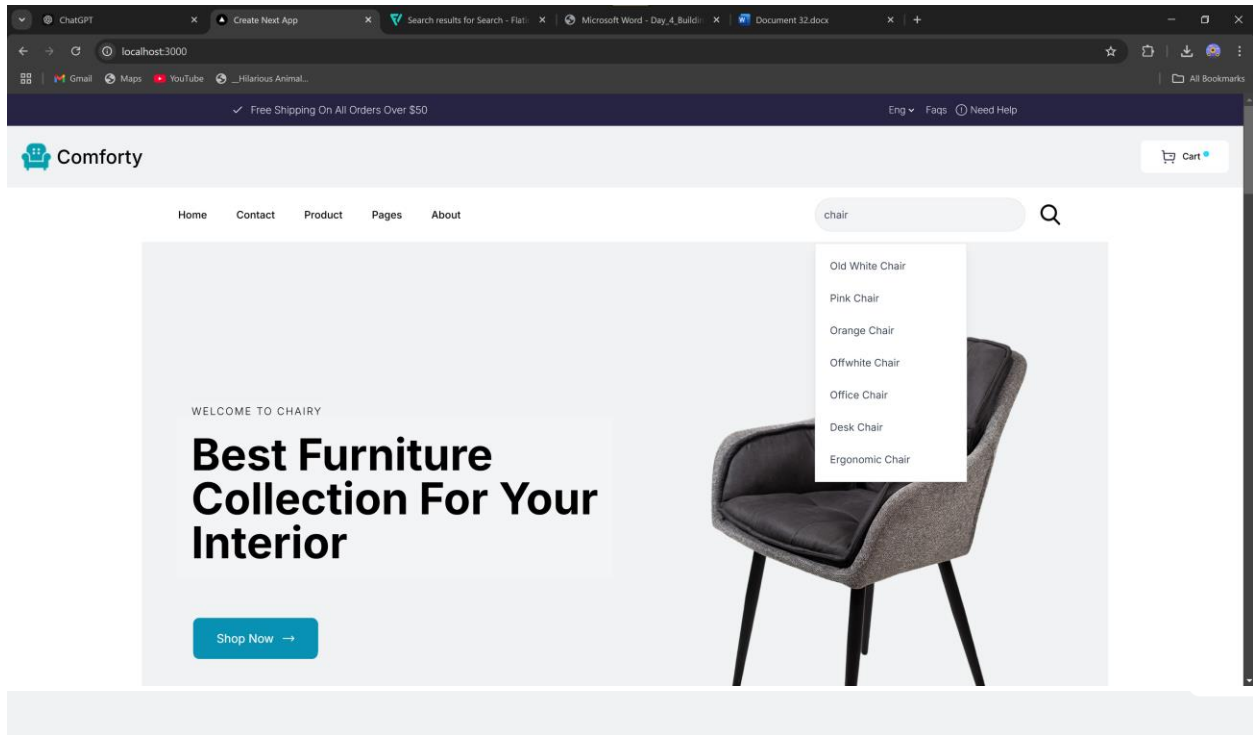 ChatGPT
Create Next App
Search results for Search - Flati
Microsoft Word - Day_4_Buildin
Document 32.docx
localhost:3000
Gmail
Maps
YouTube
_Hilarious Animal...
All Bookmarks
Free Shipping On All Orders Over $50
Eng
Faqs
Need Help
Comforty
Cart
Home
Contact
Product
Pages
About
chair
Old White Chair
Pink Chair
Orange Chair
Offwhite Chair
Office Chair
Desk Chair
Ergonomic Chair
WELCOME TO CHAIRY
Best Furniture
Collection For Your
Interior
Shop Now →